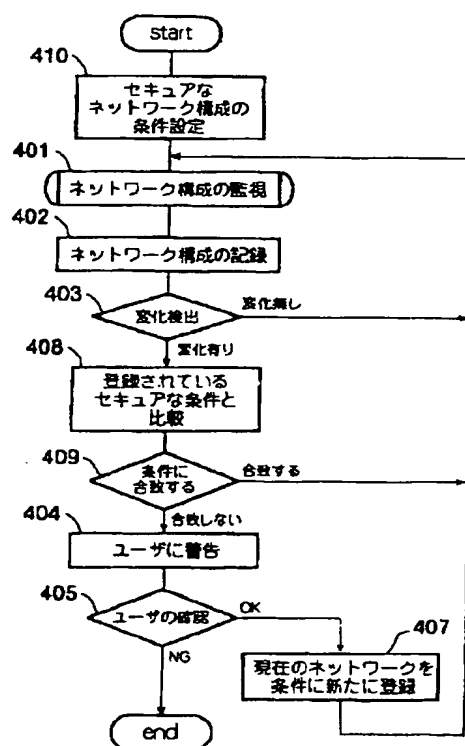 start
410
セキュアな
ネットワーク構成の
条件設定
401
ネットワーク構成の監視
402
ネットワーク構成の記録
403
変化検出
変化無し
変化有り
408
登録されている
セキュアな条件と
比較
409
条件に
合致する
合致する
合致しない
404
ユーザに警告
405
ユーザの確認
OK
NG
407
現在のネットワークを
条件に新たに登録
end